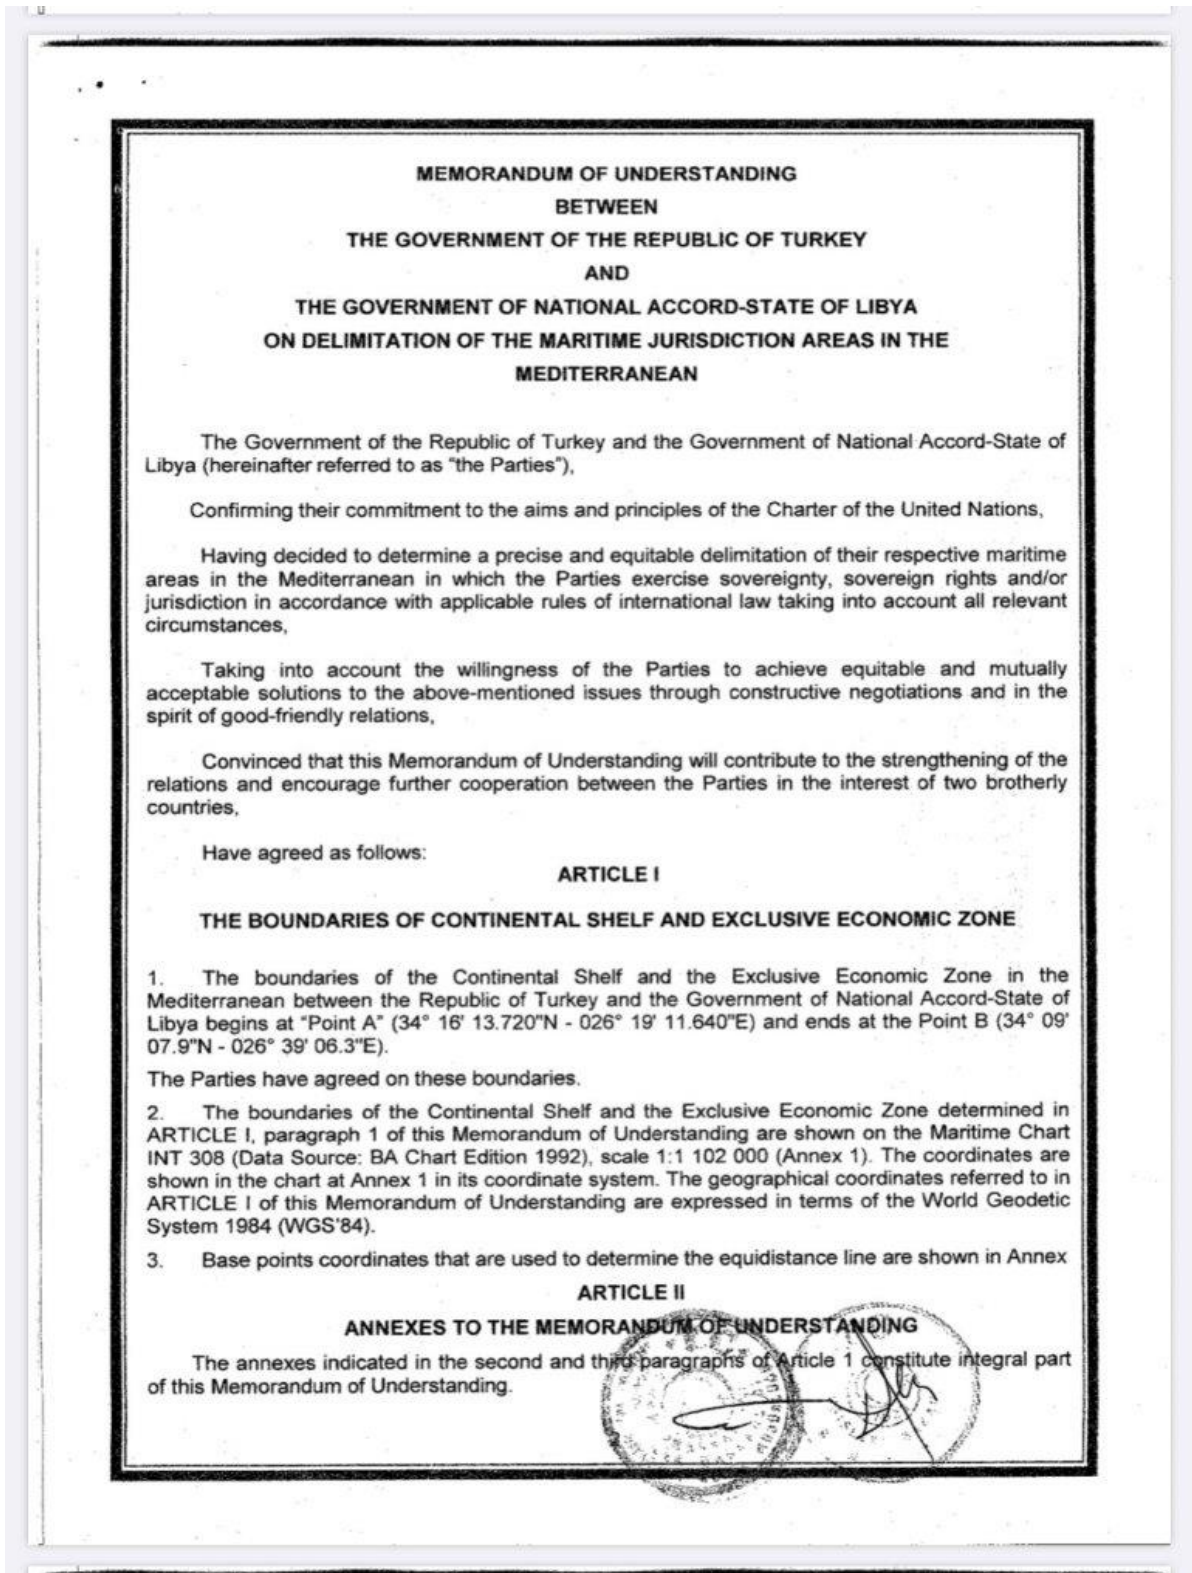 MEMORANDUM OF UNDERSTANDING
BETWEEN
THE GOVERNMENT OF THE REPUBLIC OF TURKEY
AND
THE GOVERNMENT OF NATIONAL ACCORD-STATE OF LIBYA
ON DELIMITATION OF THE MARITIME JURISDICTION AREAS IN THE
MEDITERRANEAN
The Government of the Republic of Turkey and the Government of National Accord-State of
Libya (hereinafter referred to as "the Parties"),
Confirming their commitment to the aims and principles of the Charter of the United Nations,
Having decided to determine a precise and equitable delimitation of their respective maritime
areas in the Mediterranean in which the Parties exercise sovereignty, sovereign rights and/or
jurisdiction in accordance with applicable rules of international law taking into account all relevant
circumstances,
Taking into account the willingness of the Parties to achieve equitable and mutually
acceptable solutions to the above-mentioned issues through constructive negotiations and in the
spirit of good-friendly relations,
Convinced that this Memorandum of Understanding will contribute to the strengthening of the
relations and encourage further cooperation between the Parties in the interest of two brotherly
countries,
Have agreed as follows:
ARTICLE I
THE BOUNDARIES OF CONTINENTAL SHELF AND EXCLUSIVE ECONOMIC ZONE
1. The boundaries of the Continental Shelf and the Exclusive Economic Zone in the
Mediterranean between the Republic of Turkey and the Government of National Accord-State of
Libya begins at "Point A" (34° 16' 13.720"N - 026° 19' 11.640"E) and ends at the Point B (34° 09'
07.9"N - 026° 39' 06.3"E).
The Parties have agreed on these boundaries.
2. The boundaries of the Continental Shelf and the Exclusive Economic Zone determined in
ARTICLE I, paragraph 1 of this Memorandum of Understanding are shown on the Maritime Chart
INT 308 (Data Source: BA Chart Edition 1992), scale 1:1 102 000 (Annex 1). The coordinates are
shown in the chart at Annex 1 in its coordinate system. The geographical coordinates referred to in
ARTICLE I of this Memorandum of Understanding are expressed in terms of the World Geodetic
System 1984 (WGS'84).
3. Base points coordinates that are used to determine the equidistance line are shown in Annex
ARTICLE II
ANNEXES TO THE MEMORANDUM OF UNDERSTANDING
The annexes indicated in the second and third paragraphs of Article 1 constitute integral part
of this Memorandum of Understanding.